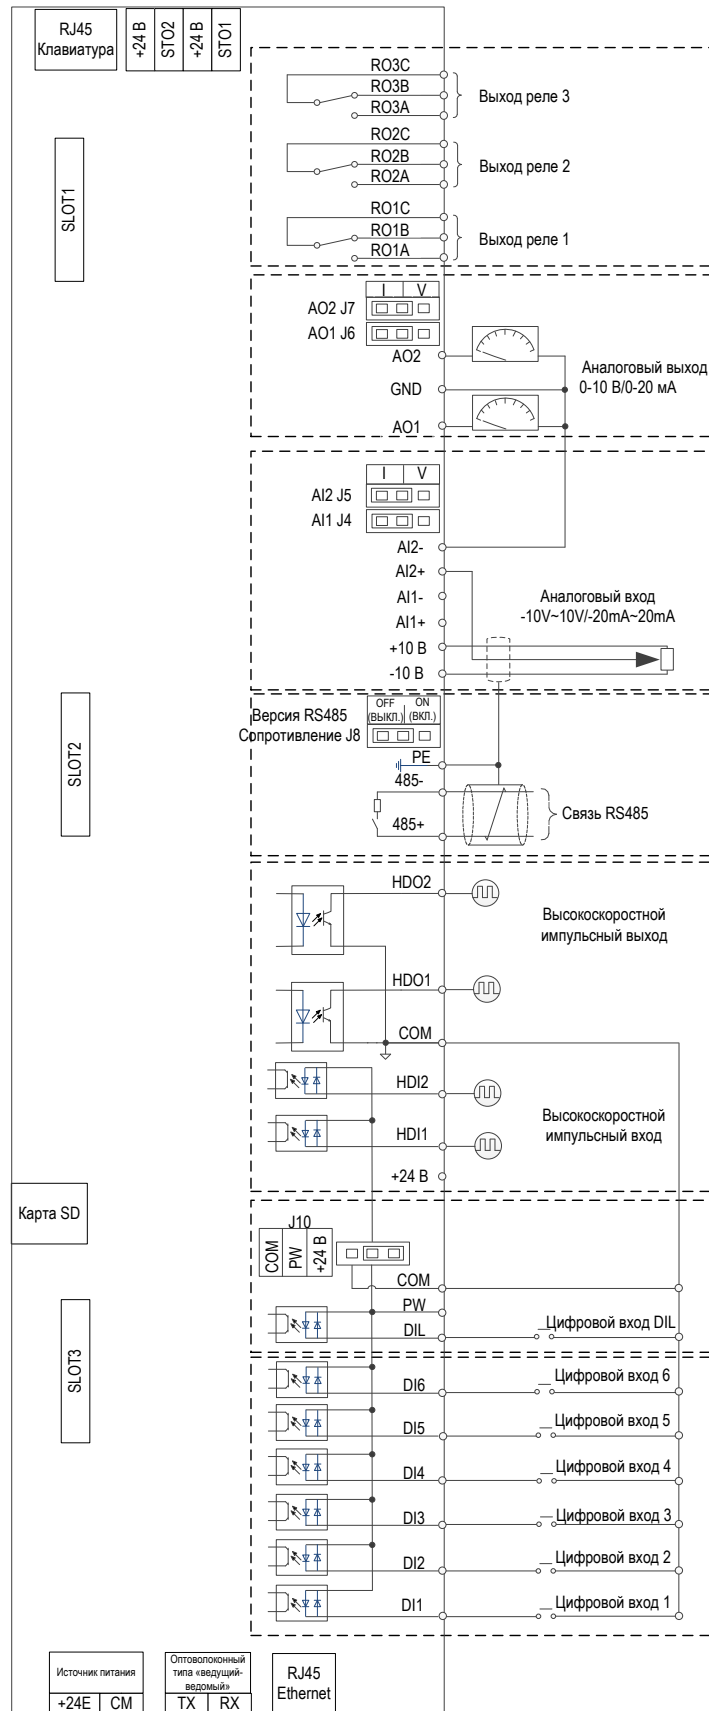 RJ45
Клавиатура
+24 В
STO2
+24 В
STO1
RO3C
RO3B
RO3A
Выход реле 3
RO2C
RO2B
RO2A
Выход реле 2
SLOT1
RO1C
RO1B
RO1A
Выход реле 1
I V
AO2 J7
AO1 J6
AO2
GND
AO1
Аналоговый выход
0-10 В/0-20 мА
I V
AI2 J5
AI1 J4
AI2-
AI2+
AI1-
AI1+
+10 В
-10 В
Аналоговый вход
-10V~10V/-20mA~20mA
SLOT2
OFF ON
(ВЫКЛ.) (ВКЛ.)
Версия RS485
Сопротивление J8
PE
485-
485+
Связь RS485
HDO2
Высокоскоростной
импульсный выход
HDO1
COM
HDI2
HDI1
Высокоскоростной
импульсный вход
+24 В
Карта SD
J10
COM
PW
+24 В
COM
PW
DIL
Цифровой вход DIL
SLOT3
DI6
Цифровой вход 6
DI5
Цифровой вход 5
DI4
Цифровой вход 4
DI3
Цифровой вход 3
DI2
Цифровой вход 2
DI1
Цифровой вход 1
Источник питания
+24E CM
Оптоволоконный
типа «ведущий-
ведомый»
TX RX
RJ45
Ethernet